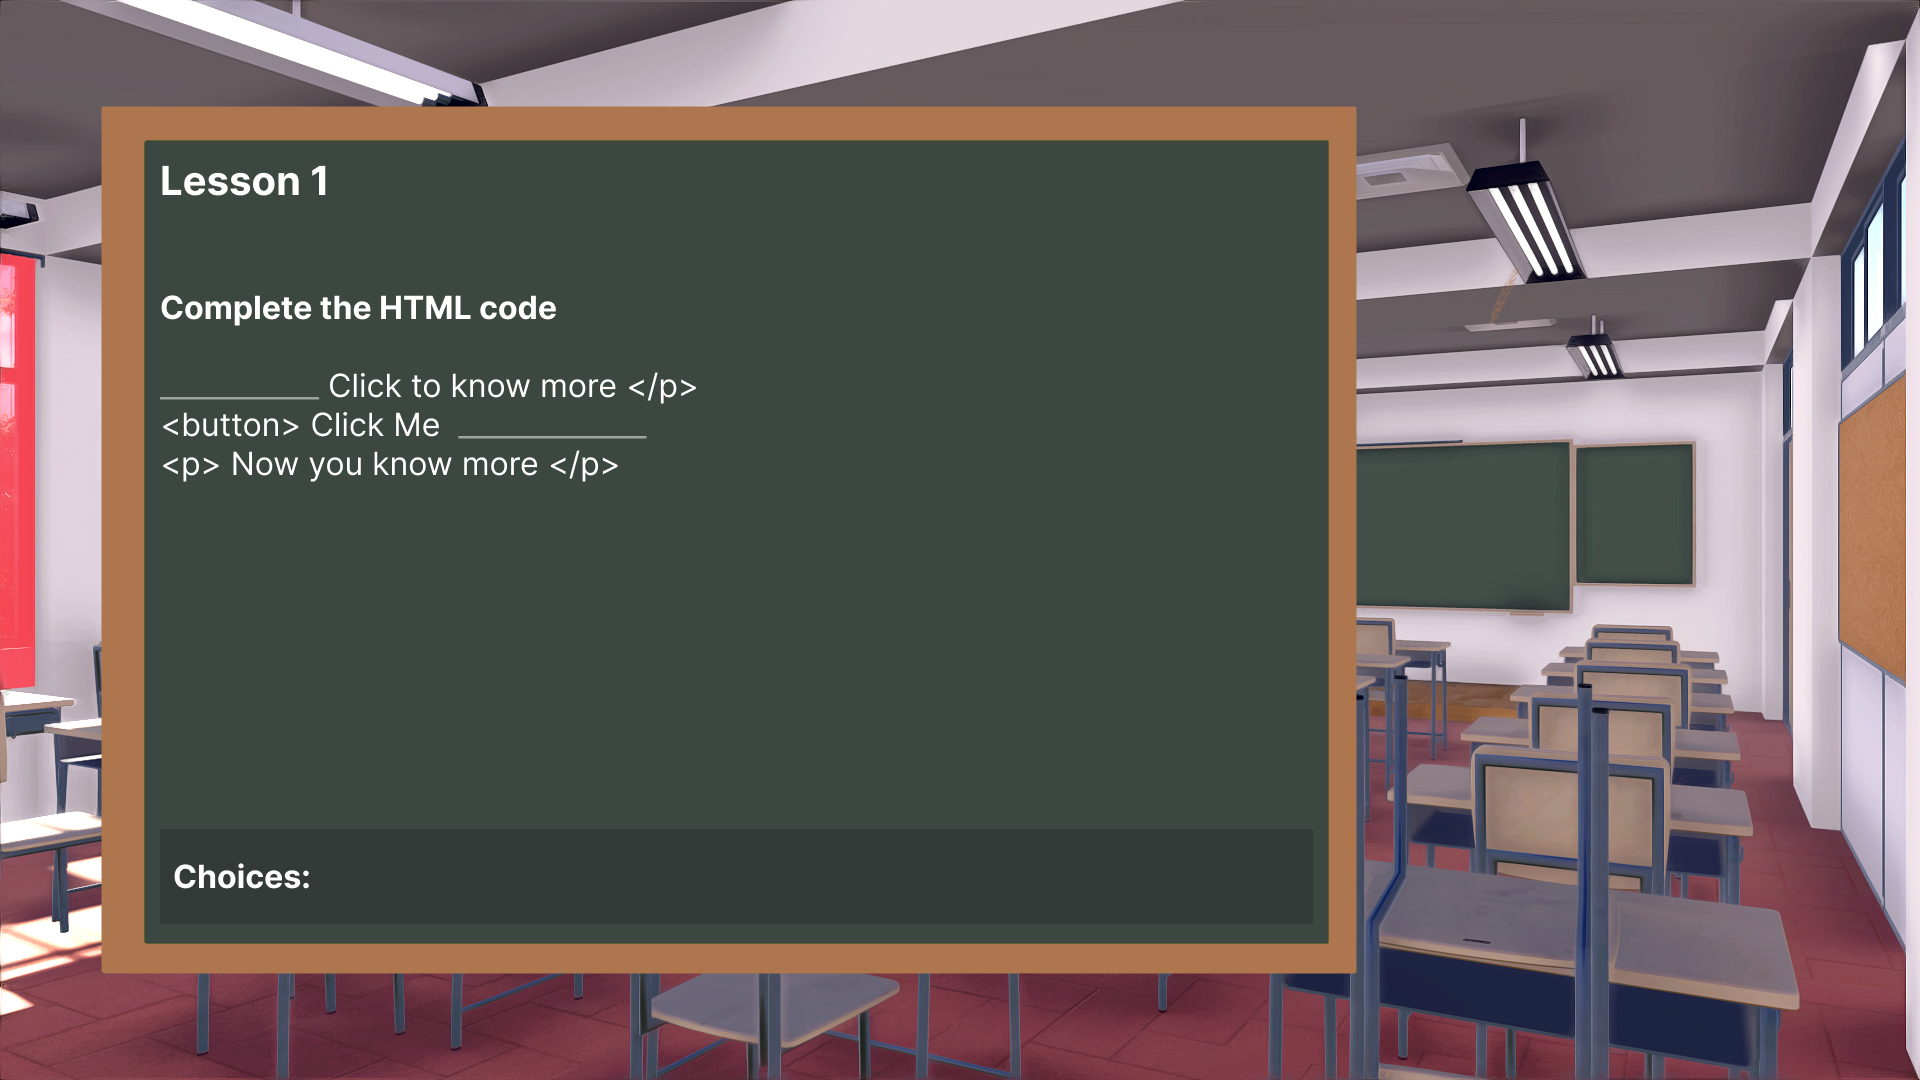 Lesson 1
Complete the HTML code
__________ Click to know more </p>
<button> Click Me ____________
<p> Now you know more </p>
Choices: